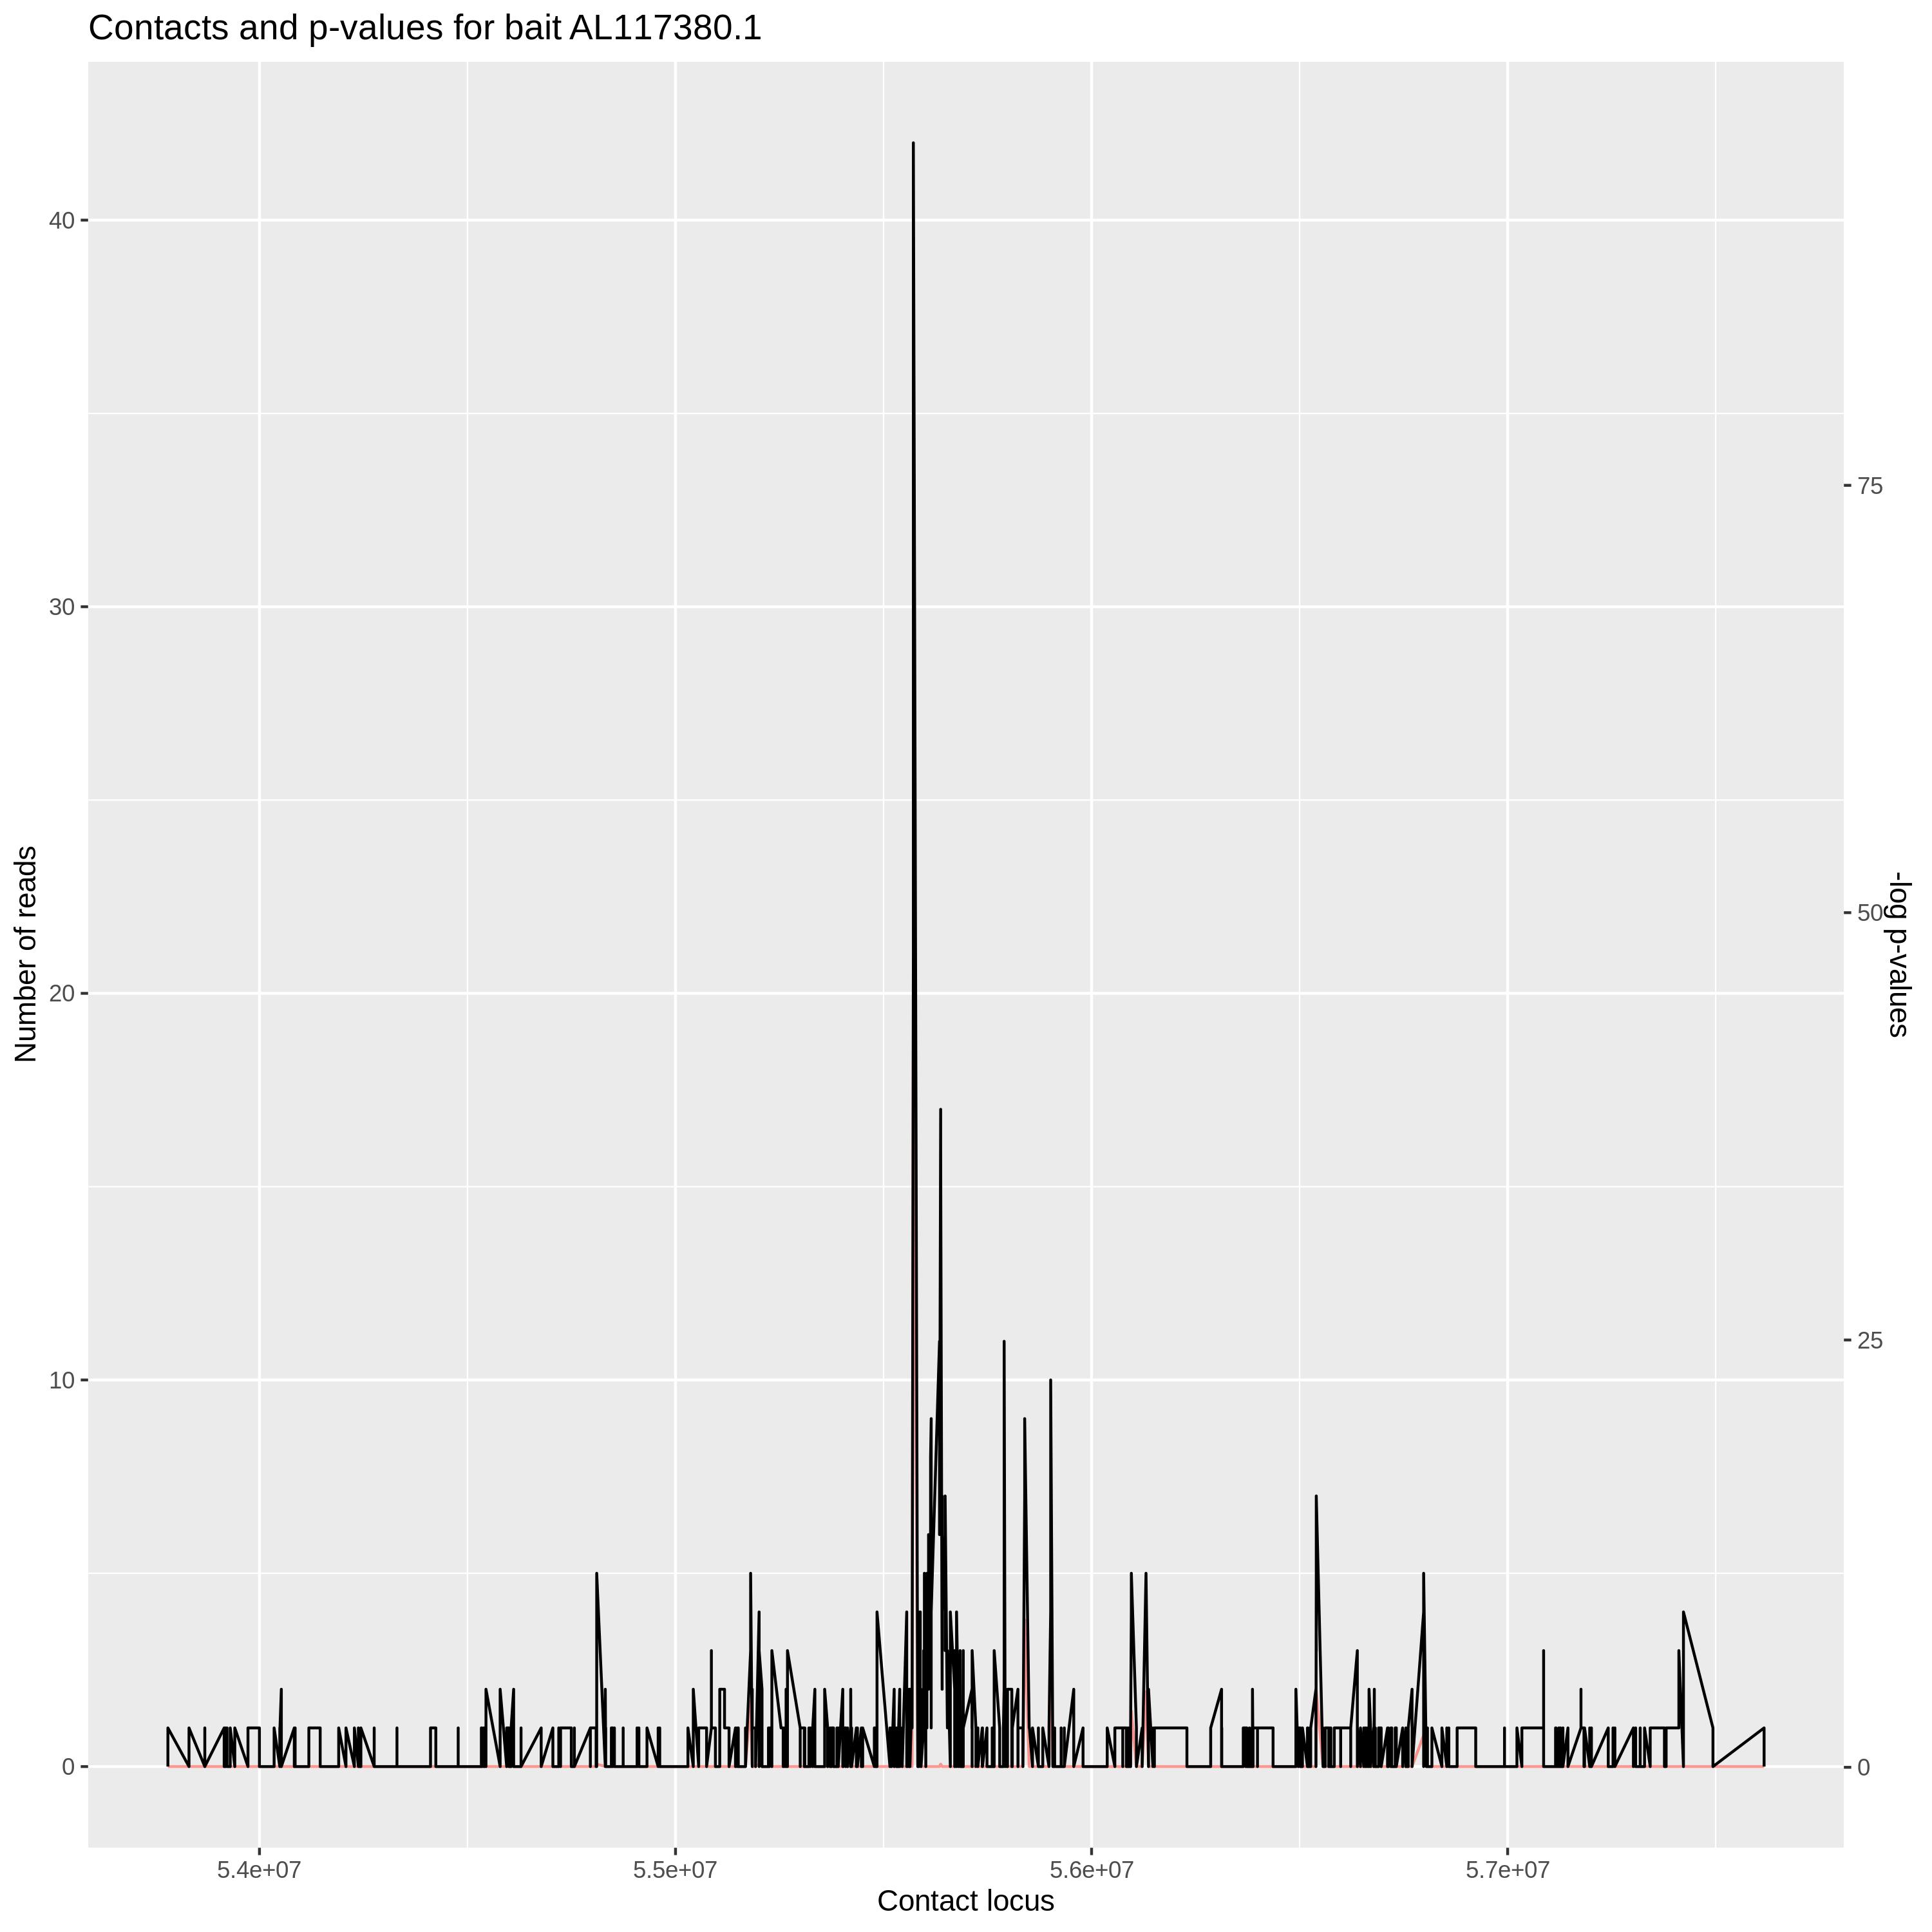 Contacts and p-values for bait AL117380.1
40
30
20
10
0
Number of reads
75
50
25
0
-log p-values
5.4e+07
5.5e+07
5.6e+07
5.7e+07
Contact locus